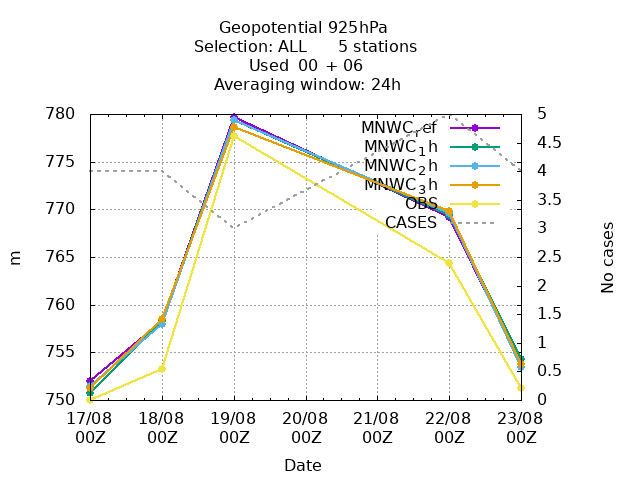 Geopotential 925hPa
Selection: ALL 5 stations
Used 00 + 06
Averaging window: 24h
780
775
770
765
760
755
750
m
5
4.5
4
3.5
3
2.5
2
1.5
1
0.5
0
No cases
MNWC_ref
MNWC_1h
MNWC_2h
MNWC_3h
OBS
CASES
17/08 18/08 19/08 20/08 21/08 22/08 23/08
00Z 00Z 00Z 00Z 00Z 00Z 00Z
Date